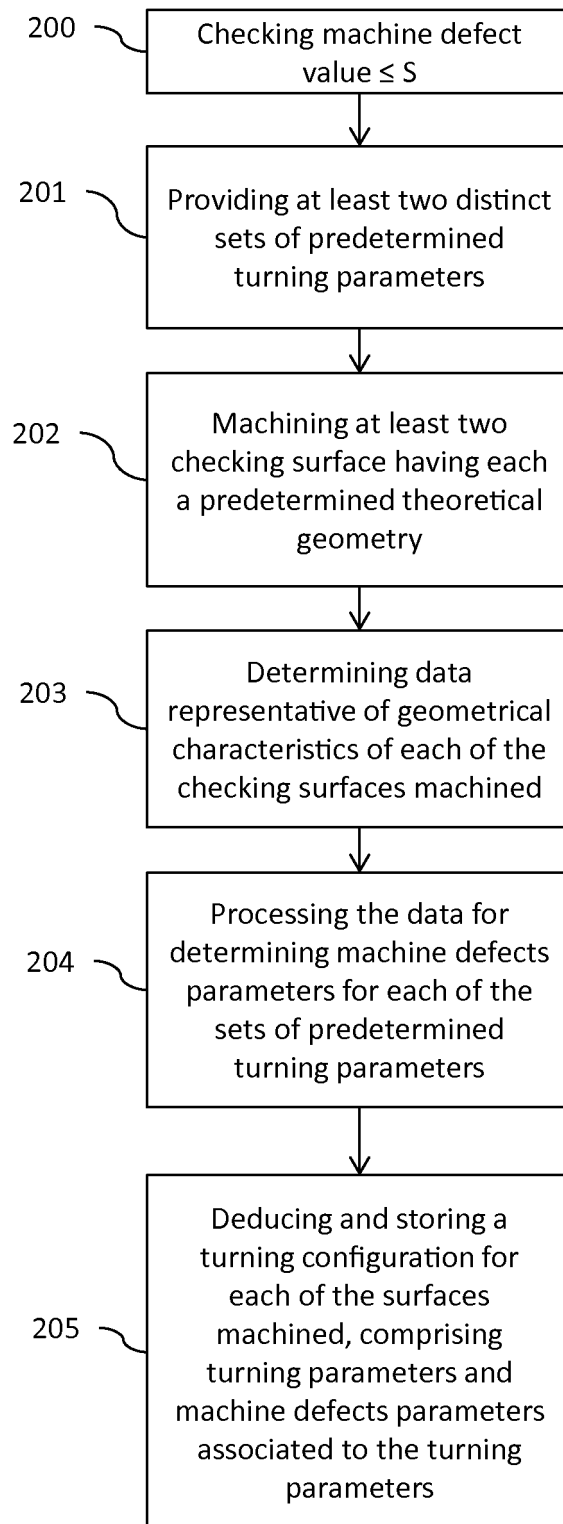 200
Checking machine defect
value ≤ S
201
Providing at least two distinct
sets of predetermined
turning parameters
202
Machining at least two
checking surface having each
a predetermined theoretical
geometry
203
Determining data
representative of geometrical
characteristics of each of the
checking surfaces machined
204
Processing the data for
determining machine defects
parameters for each of the
sets of predetermined
turning parameters
205
Deducing and storing a
turning configuration for
each of the surfaces
machined, comprising
turning parameters and
machine defects parameters
associated to the turning
parameters